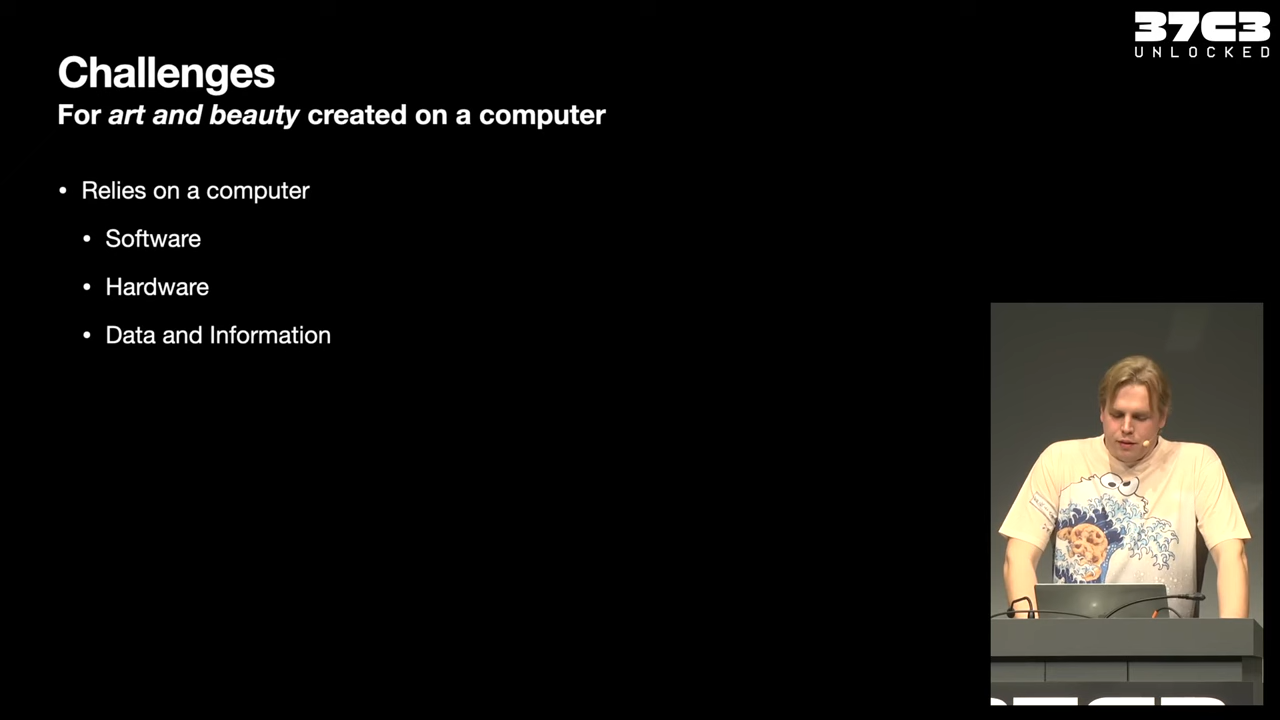 37C3
UNLOCKED
Challenges
For art and beauty created on a computer
• Relies on a computer
• Software
• Hardware
• Data and Information